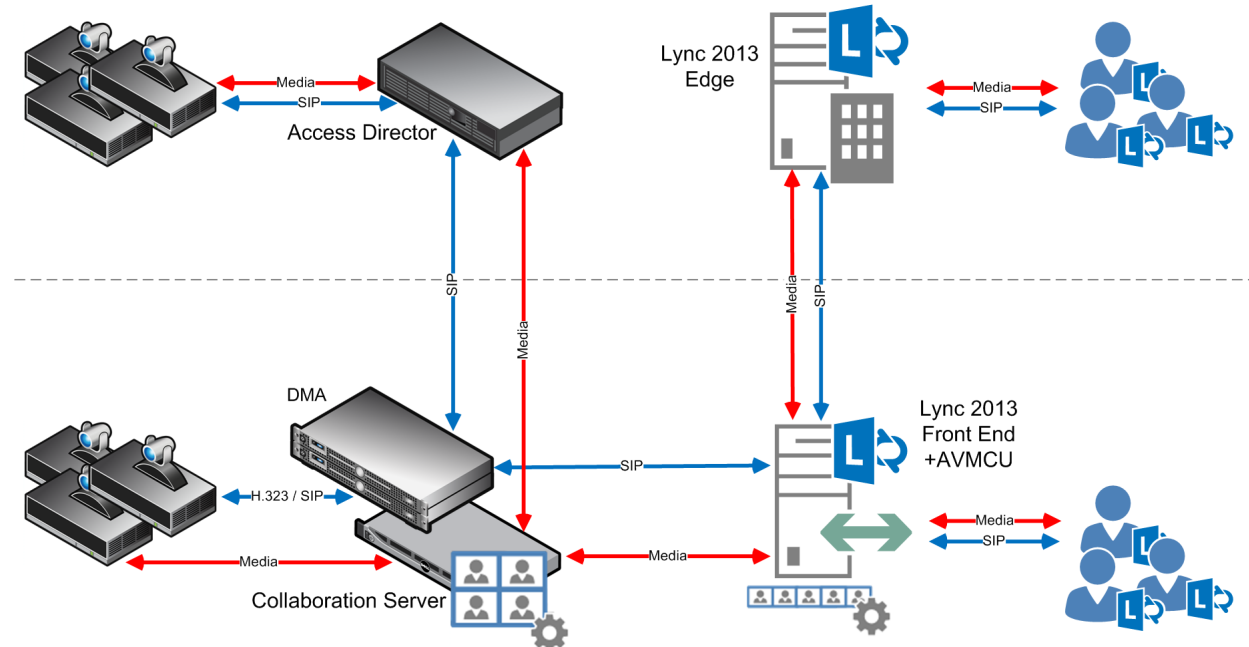 Lync 2013
Edge
Media
SIP
Access Director
Media
SIP
L
L
L
L
SIP
Media
Media
SIP
DMA
Lync 2013
Front End
+AVMCU
L
SIP
H.323 / SIP
Media
Media
SIP
Media
Collaboration Server
L
L
L